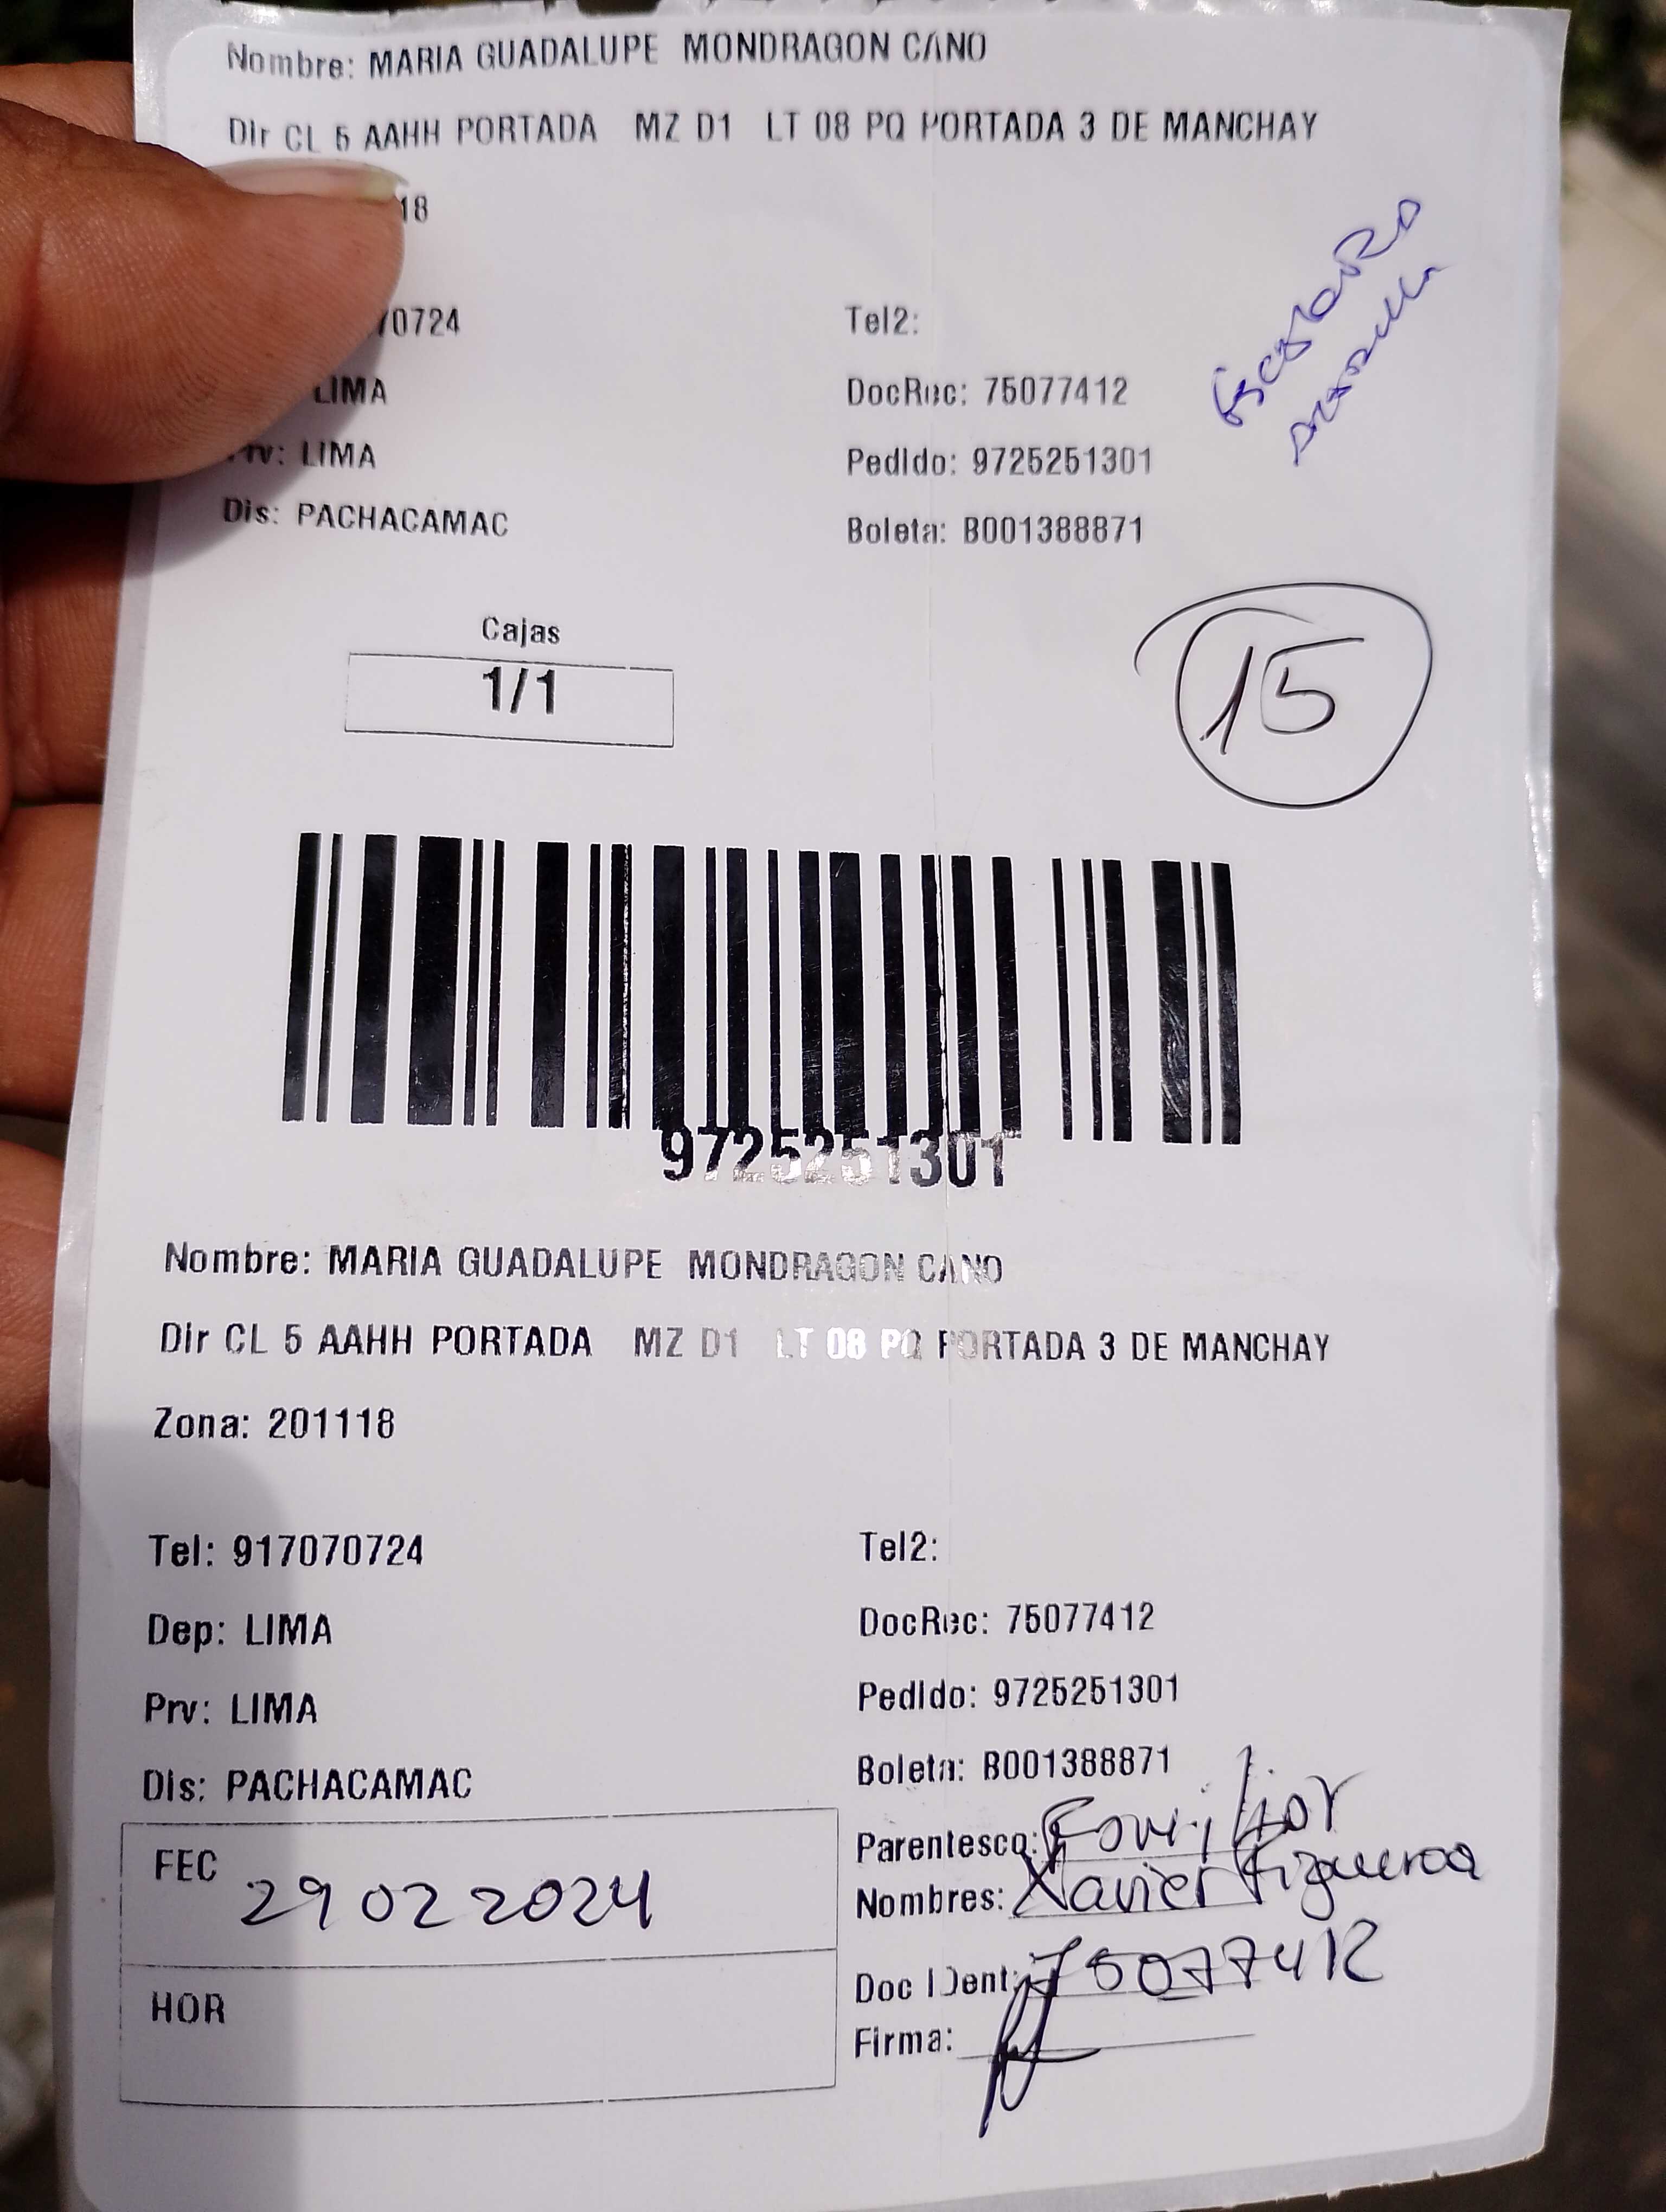 Nombre: MARIA GUADALUPE MONDRAGON CANO
Dir CL 5 AAHH PORTADA MZ D1 LT 08 PQ PORTADA 3 DE MANCHAY
18
70724
Tel2:
LIMA
DocRec: 75077412
Prv: LIMA
Pedido: 9725251301
Dis: PACHACAMAC
Boleta: B001388871
Cajas
1/1
15
9725251301
Nombre: MARIA GUADALUPE MONDRAGON CANO
Dir CL 5 AAHH PORTADA MZ D1 LT 08 PQ PORTADA 3 DE MANCHAY
Zona: 201118
Tel: 917070724
Tel2:
Dep: LIMA
DocRec: 75077412
Prv: LIMA
Pedido: 9725251301
Dis: PACHACAMAC
Boleta: B001388871
Parentesco: Familiar
FEC 29 02 2024
Nombres: Xavier Figueroa
Doc Ident: 75077412
HOR
Firma: